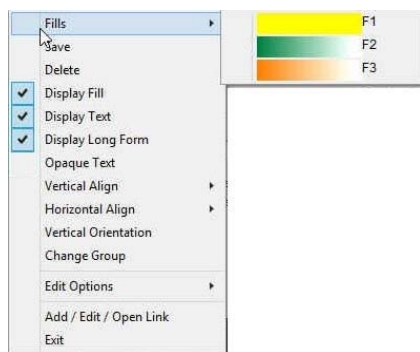 Fills
Save
Delete
Display Fill
Display Text
Display Long Form
Opaque Text
Vertical Align
Horizontal Align
Vertical Orientation
Change Group
Edit Options
Add / Edit / Open Link
Exit
F1
F2
F3